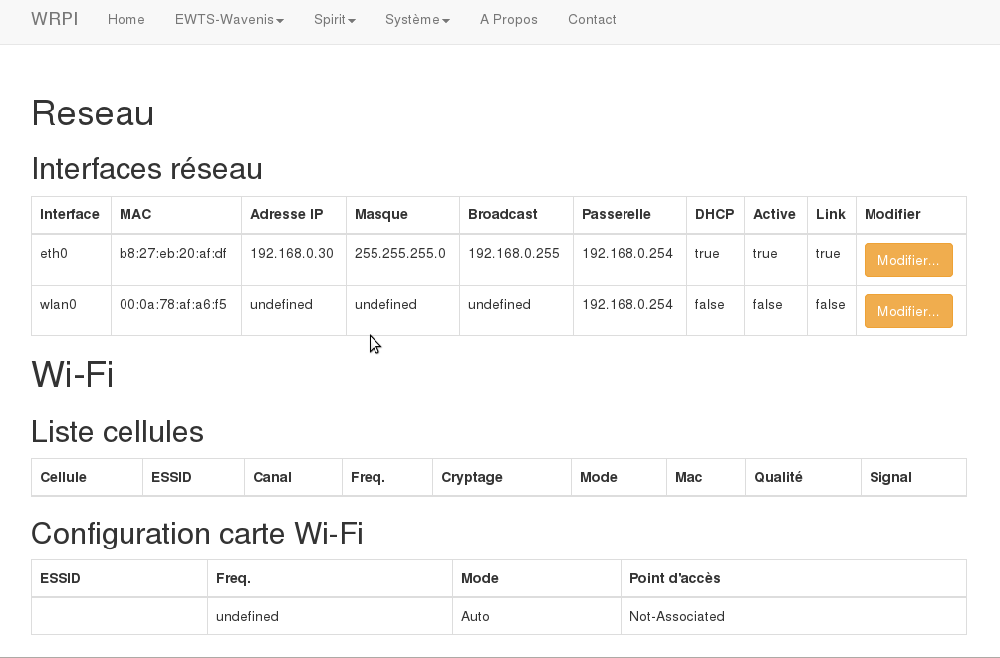 WRPI Home EWTS-Wavenis Spirit Système A Propos Contact
Reseau
Interfaces réseau
Interface MAC Adresse IP Masque Broadcast Passerelle DHCP Active Link Modifier
eth0 b8:27:eb:20:af:df 192.168.0.30 255.255.255.0 192.168.0.255 192.168.0.254 true true true Modifier...
wlan0 00:0a:78:af:a6:f5 undefined undefined undefined 192.168.0.254 false false false Modifier...
Wi-Fi
Liste cellules
Cellule ESSID Canal Freq. Cryptage Mode Mac Qualité Signal
Configuration carte Wi-Fi
ESSID Freq. Mode Point d'accès
undefined Auto Not-Associated